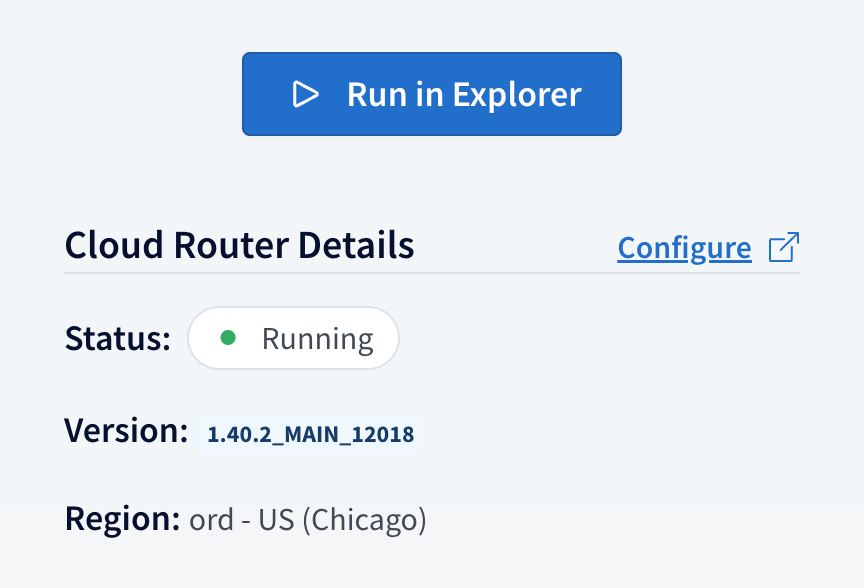 Run in Explorer
Cloud Router Details Configure
Status: Running
Version: 1.40.2_MAIN_12018
Region: ord - US (Chicago)